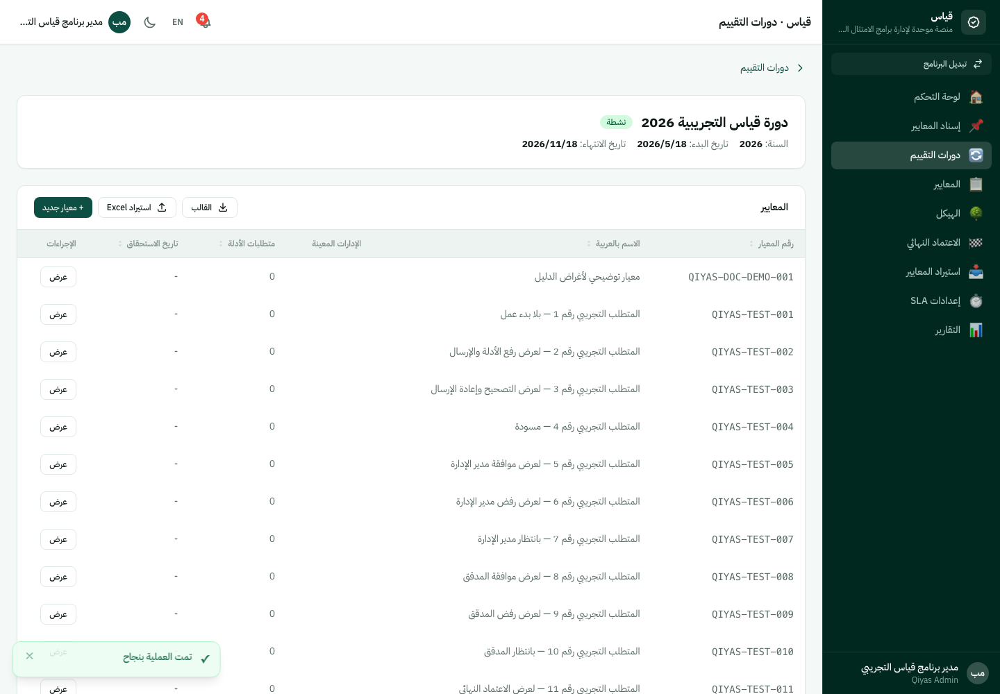 قياس
منصة موحدة لإدارة برامج الامتثال الـ...
تبديل البرنامج
لوحة التحكم
إسناد المعايير
دورات التقييم
المعايير
الهيكل
الاعتماد النهائي
استيراد المعايير
إعدادات SLA
التقارير
مب
مدير برنامج قياس التجريبي
Qiyas Admin
قياس · دورات التقييم
4
EN
مب
مدير برنامج قياس التـ...
دورات التقييم
دورة قياس التجريبية 2026 نشطة
السنة: 2026 تاريخ البدء: 2026/5/18 تاريخ الانتهاء: 2026/11/18
المعايير
القالب
استيراد Excel
+ معيار جديد
رقم المعيار الاسم بالعربية الإدارات المعينة متطلبات الأدلة تاريخ الاستحقاق الإجراءات
QIYAS-DOC-DEMO-001 معيار توضيحي لأغراض الدليل 0 - عرض
QIYAS-TEST-001 المتطلب التجريبي رقم 1 — بلا بدء عمل 0 - عرض
QIYAS-TEST-002 المتطلب التجريبي رقم 2 — لعرض رفع الأدلة والإرسال 0 - عرض
QIYAS-TEST-003 المتطلب التجريبي رقم 3 — لعرض التصحيح وإعادة الإرسال 0 - عرض
QIYAS-TEST-004 المتطلب التجريبي رقم 4 — مسودة 0 - عرض
QIYAS-TEST-005 المتطلب التجريبي رقم 5 — لعرض موافقة مدير الإدارة 0 - عرض
QIYAS-TEST-006 المتطلب التجريبي رقم 6 — لعرض رفض مدير الإدارة 0 - عرض
QIYAS-TEST-007 المتطلب التجريبي رقم 7 — بانتظار مدير الإدارة 0 - عرض
QIYAS-TEST-008 المتطلب التجريبي رقم 8 — لعرض موافقة المدقق 0 - عرض
QIYAS-TEST-009 المتطلب التجريبي رقم 9 — لعرض رفض المدقق 0 - عرض
QIYAS-TEST-010 المتطلب التجريبي رقم 10 — بانتظار المدقق 0 عرض
QIYAS-TEST-011 المتطلب التجريبي رقم 11 — لعرض الاعتماد النهائي 0 - عرض
تمت العملية بنجاح